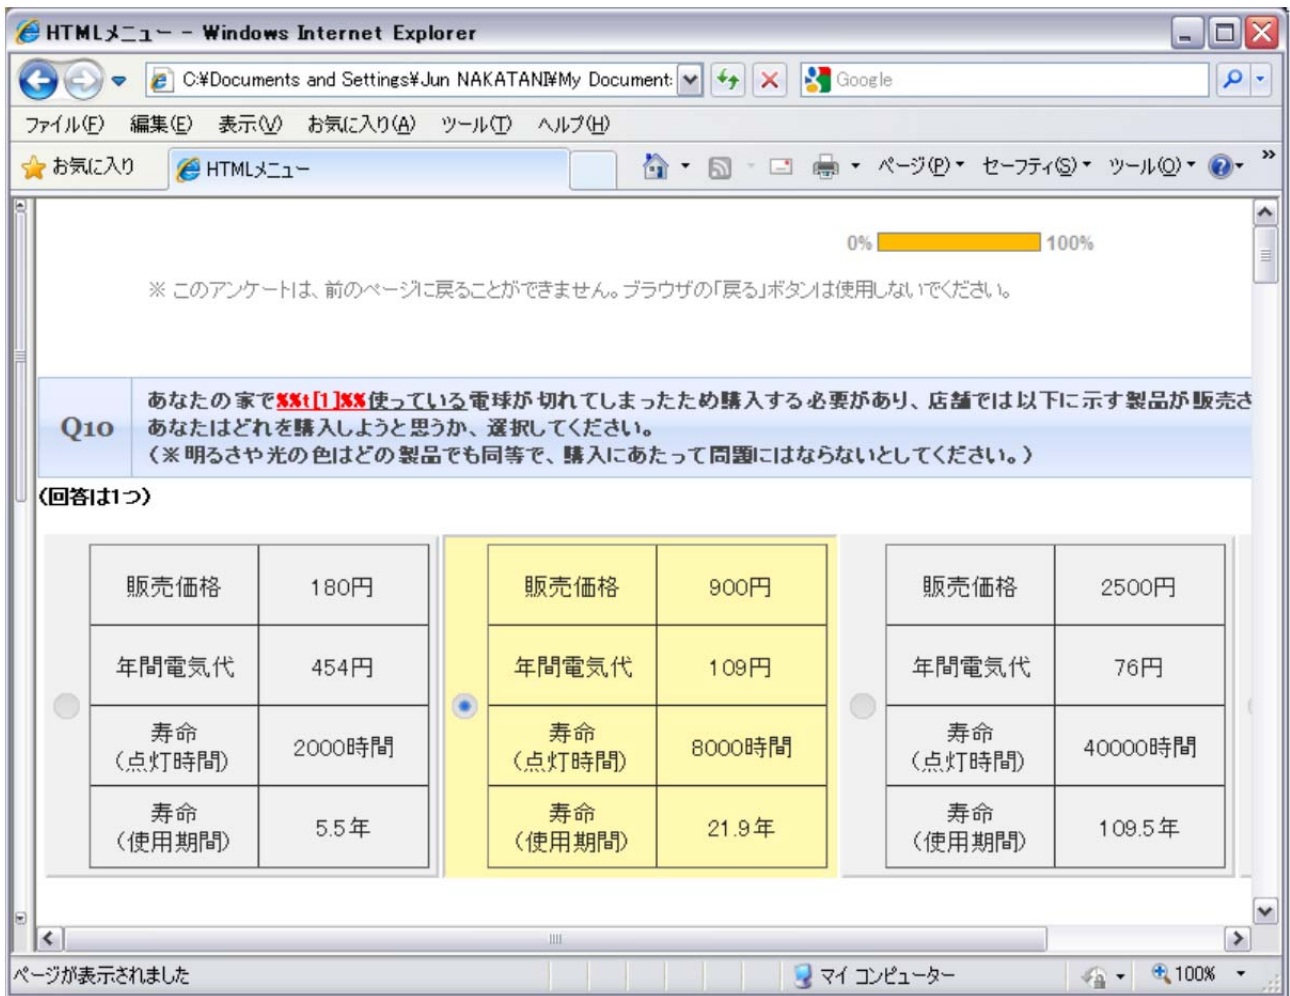 HTMLメニュー - Windows Internet Explorer
C:¥Documents and Settings¥Jun NAKATANI¥My Document:
Google
ファイル(F) 編集(E) 表示(V) お気に入り(A) ツール(T) ヘルプ(H)
お気に入り HTMLメニュー ページ(P) セーフティ(S) ツール(O) »
0% 100%
※ このアンケートは、前のページに戻ることができません。ブラウザの「戻る」ボタンは使用しないでください。
Q10
あなたの家で%%t[1]%%使っている電球が切れてしまったため購入する必要があり、店舗では以下に示す製品が販売さ
あなたはどれを購入しようと思うか、選択してください。
(※明るさや光の色はどの製品でも同等で、購入にあたって問題にはならないとしてください。)
(回答は1つ)
販売価格 180円 販売価格 900円 販売価格 2500円
年間電気代 454円 年間電気代 109円 年間電気代 76円
寿命 寿命 寿命
(点灯時間) 2000時間 (点灯時間) 8000時間 (点灯時間) 40000時間
寿命 寿命 寿命
(使用期間) 5.5年 (使用期間) 21.9年 (使用期間) 109.5年
ページが表示されました マイ コンピューター 100%